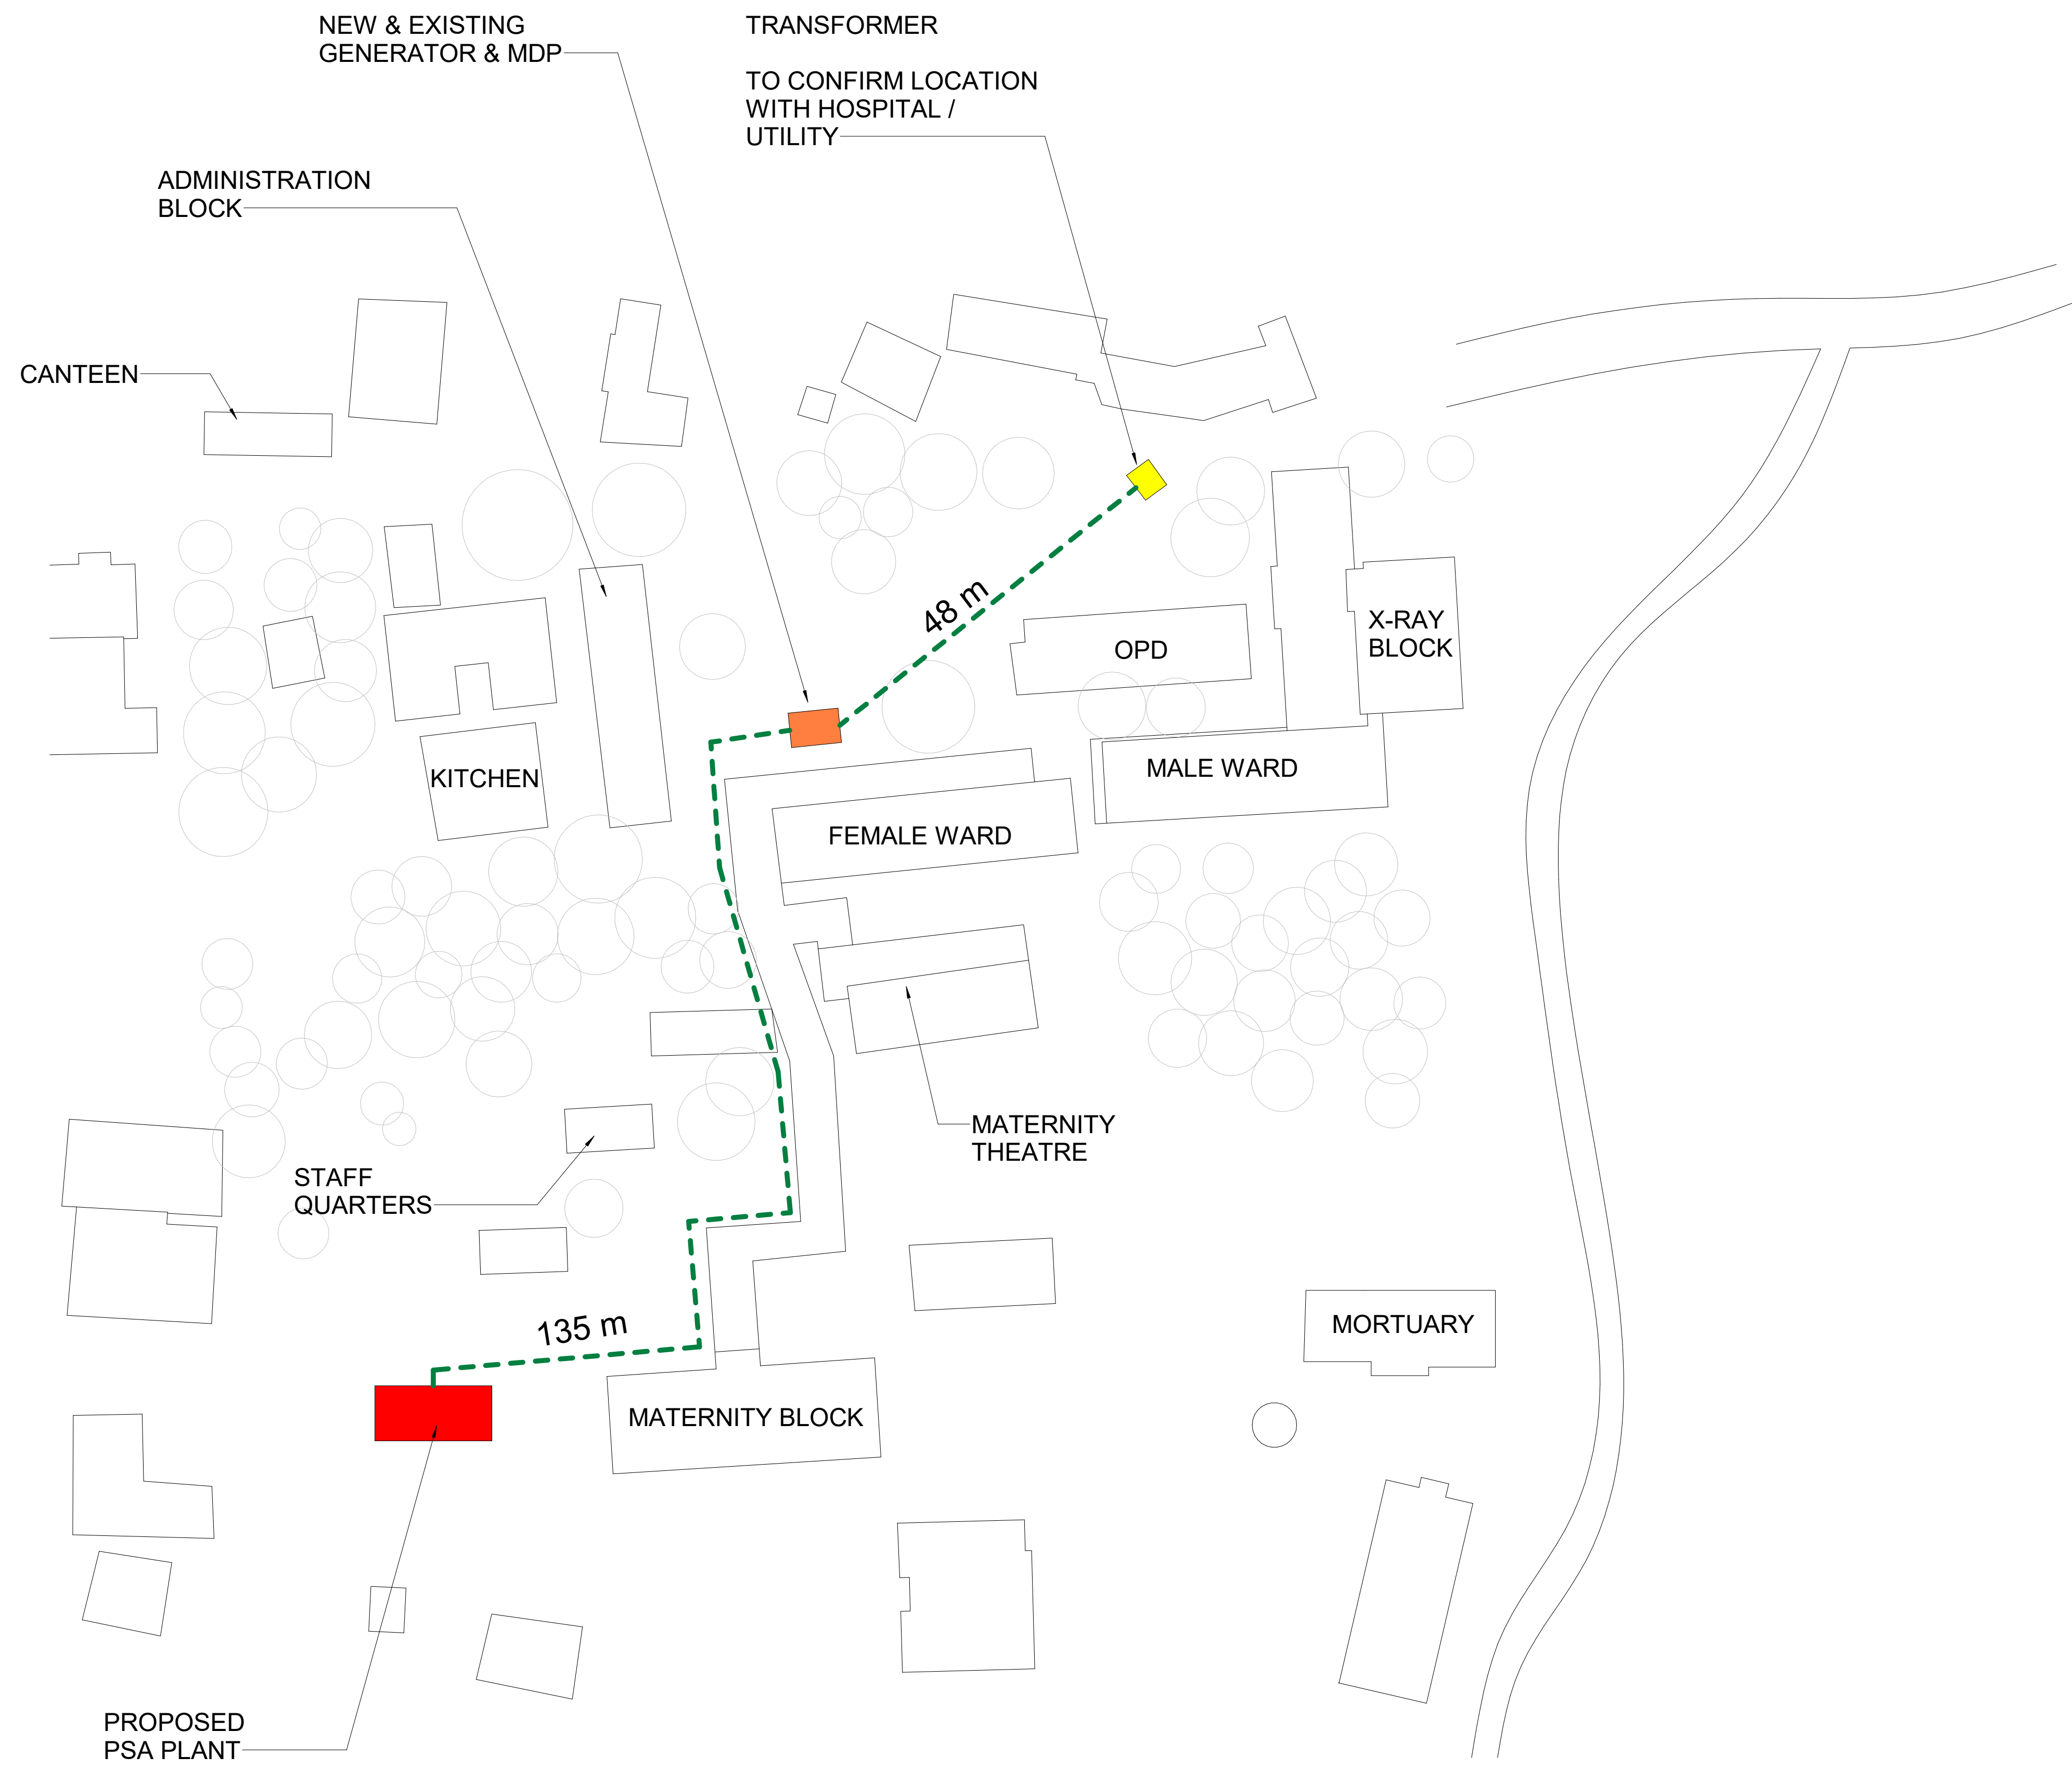 NEW & EXISTING
GENERATOR & MDP
TRANSFORMER
TO CONFIRM LOCATION
WITH HOSPITAL /
UTILITY
ADMINISTRATION
BLOCK
CANTEEN
48 m
X-RAY
BLOCK
OPD
KITCHEN
MALE WARD
FEMALE WARD
MATERNITY
THEATRE
STAFF
QUARTERS
135 m
MORTUARY
MATERNITY BLOCK
PROPOSED
PSA PLANT